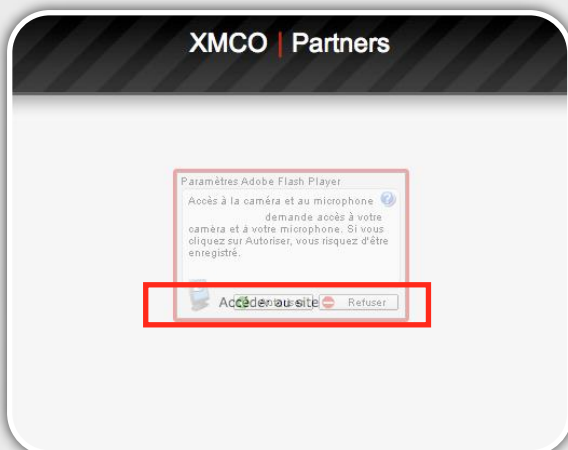 XMCO | Partners
Paramètres Adobe Flash Player
Accès à la caméra et au microphone ?
demande accès à votre
caméra et à votre microphone. Si vous
cliquez sur Autoriser, vous risquez d'être
enregistré.
Accéder au site Refuser